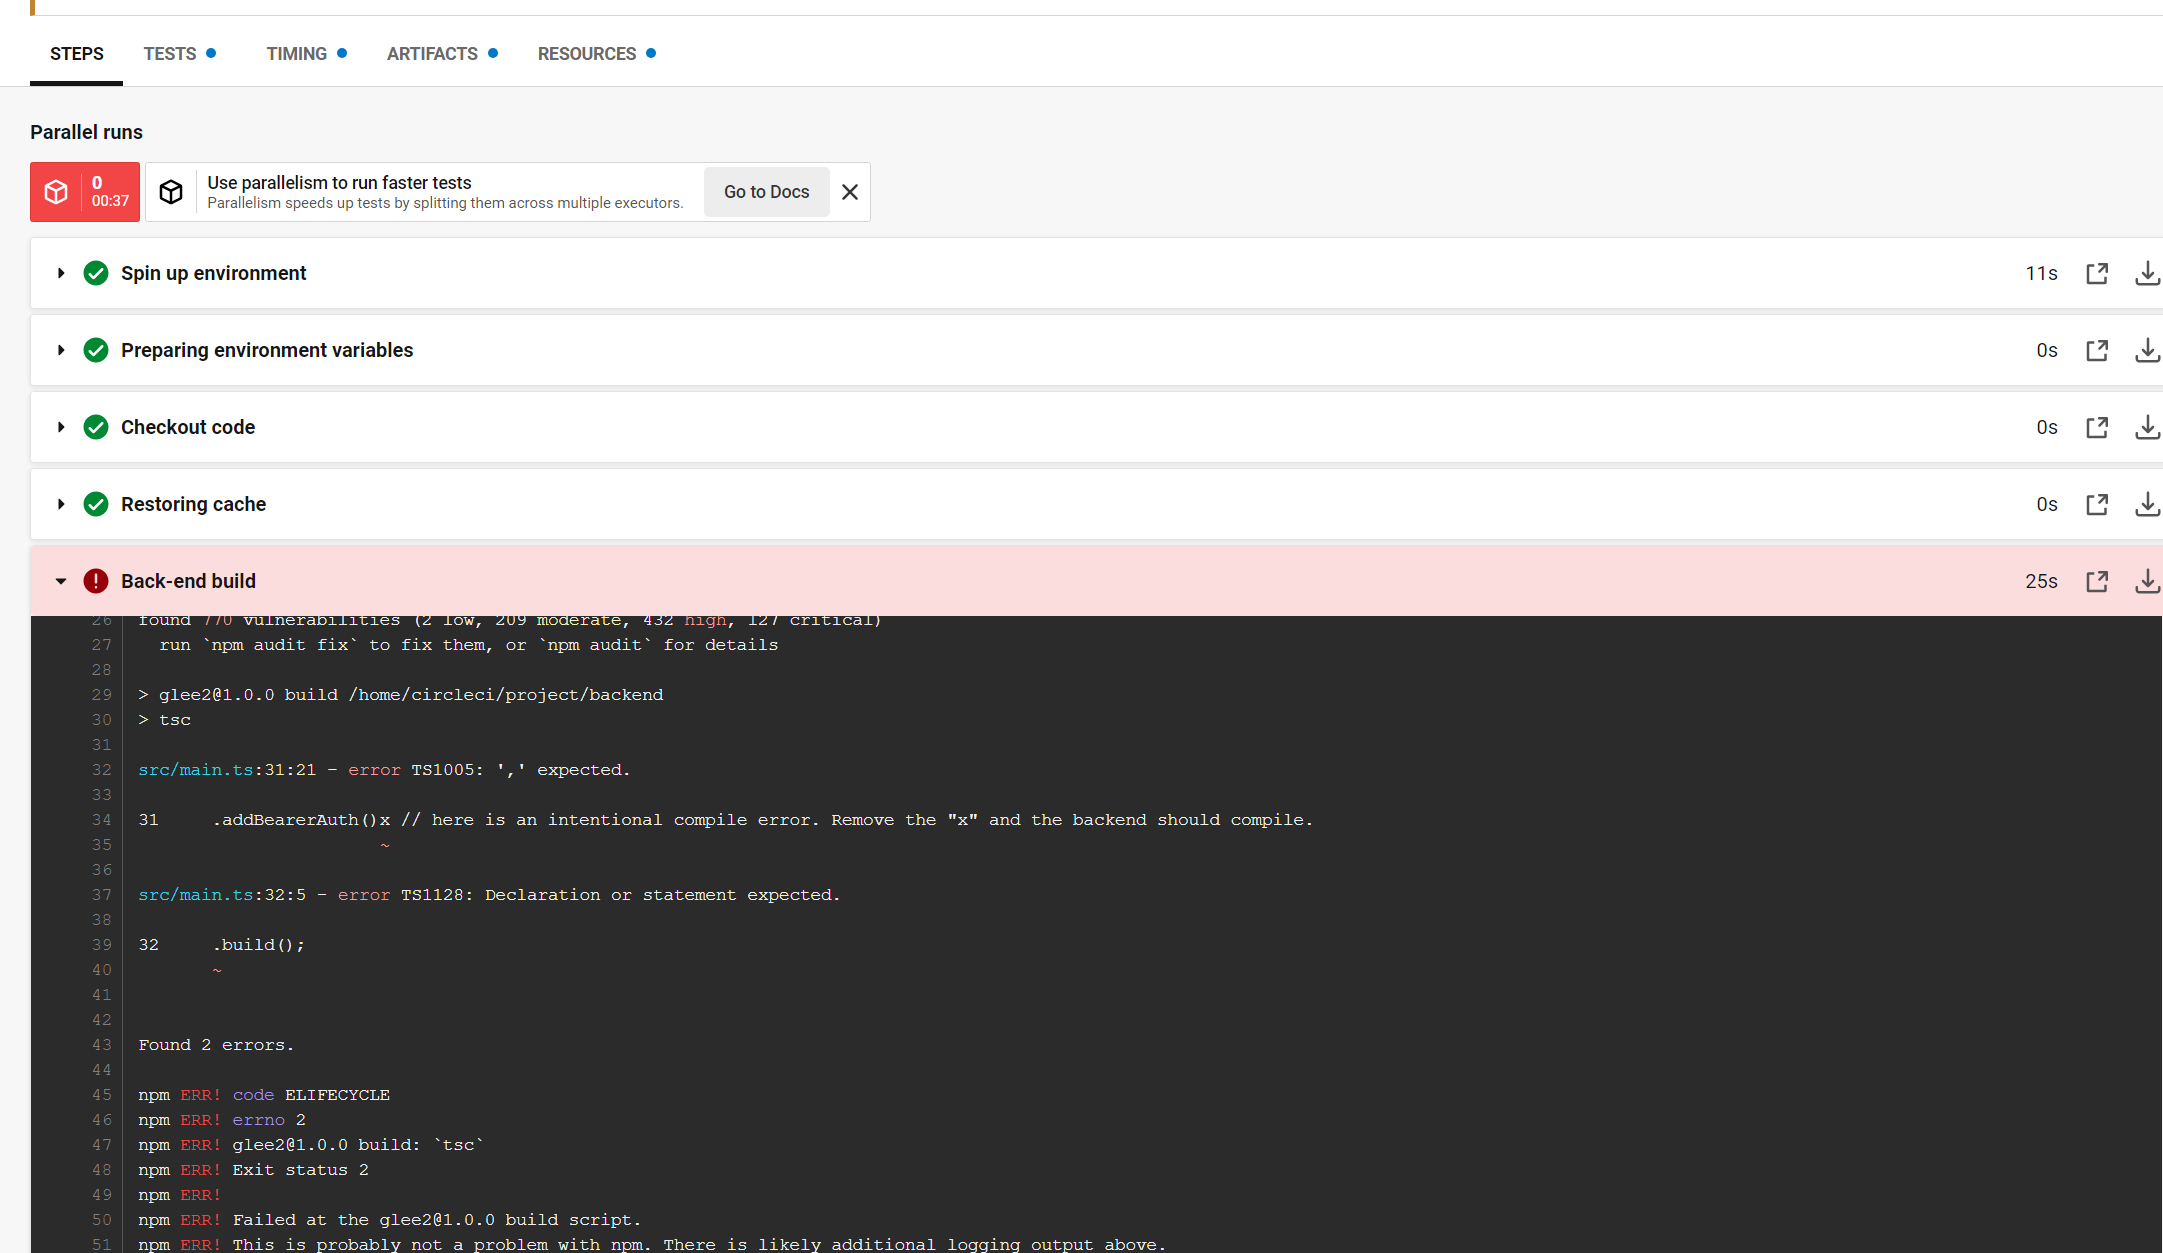 STEPS TESTS TIMING ARTIFACTS RESOURCES
Parallel runs
0
00:37
Use parallelism to run faster tests
Parallelism speeds up tests by splitting them across multiple executors.
Go to Docs
Spin up environment 11s
Preparing environment variables 0s
Checkout code 0s
Restoring cache 0s
Back-end build 25s
26 found 770 vulnerabilities (2 low, 209 moderate, 432 high, 127 critical)
27 run `npm audit fix` to fix them, or `npm audit` for details
28
29 > glee2@1.0.0 build /home/circleci/project/backend
30 > tsc
31
32 src/main.ts:31:21 - error TS1005: ',' expected.
33
34 31 .addBearerAuth()x // here is an intentional compile error. Remove the "x" and the backend should compile.
35 ~
36
37 src/main.ts:32:5 - error TS1128: Declaration or statement expected.
38
39 32 .build();
40 ~
41
42
43 Found 2 errors.
44
45 npm ERR! code ELIFECYCLE
46 npm ERR! errno 2
47 npm ERR! glee2@1.0.0 build: `tsc`
48 npm ERR! Exit status 2
49 npm ERR!
50 npm ERR! Failed at the glee2@1.0.0 build script.
51 npm ERR! This is probably not a problem with npm. There is likely additional logging output above.